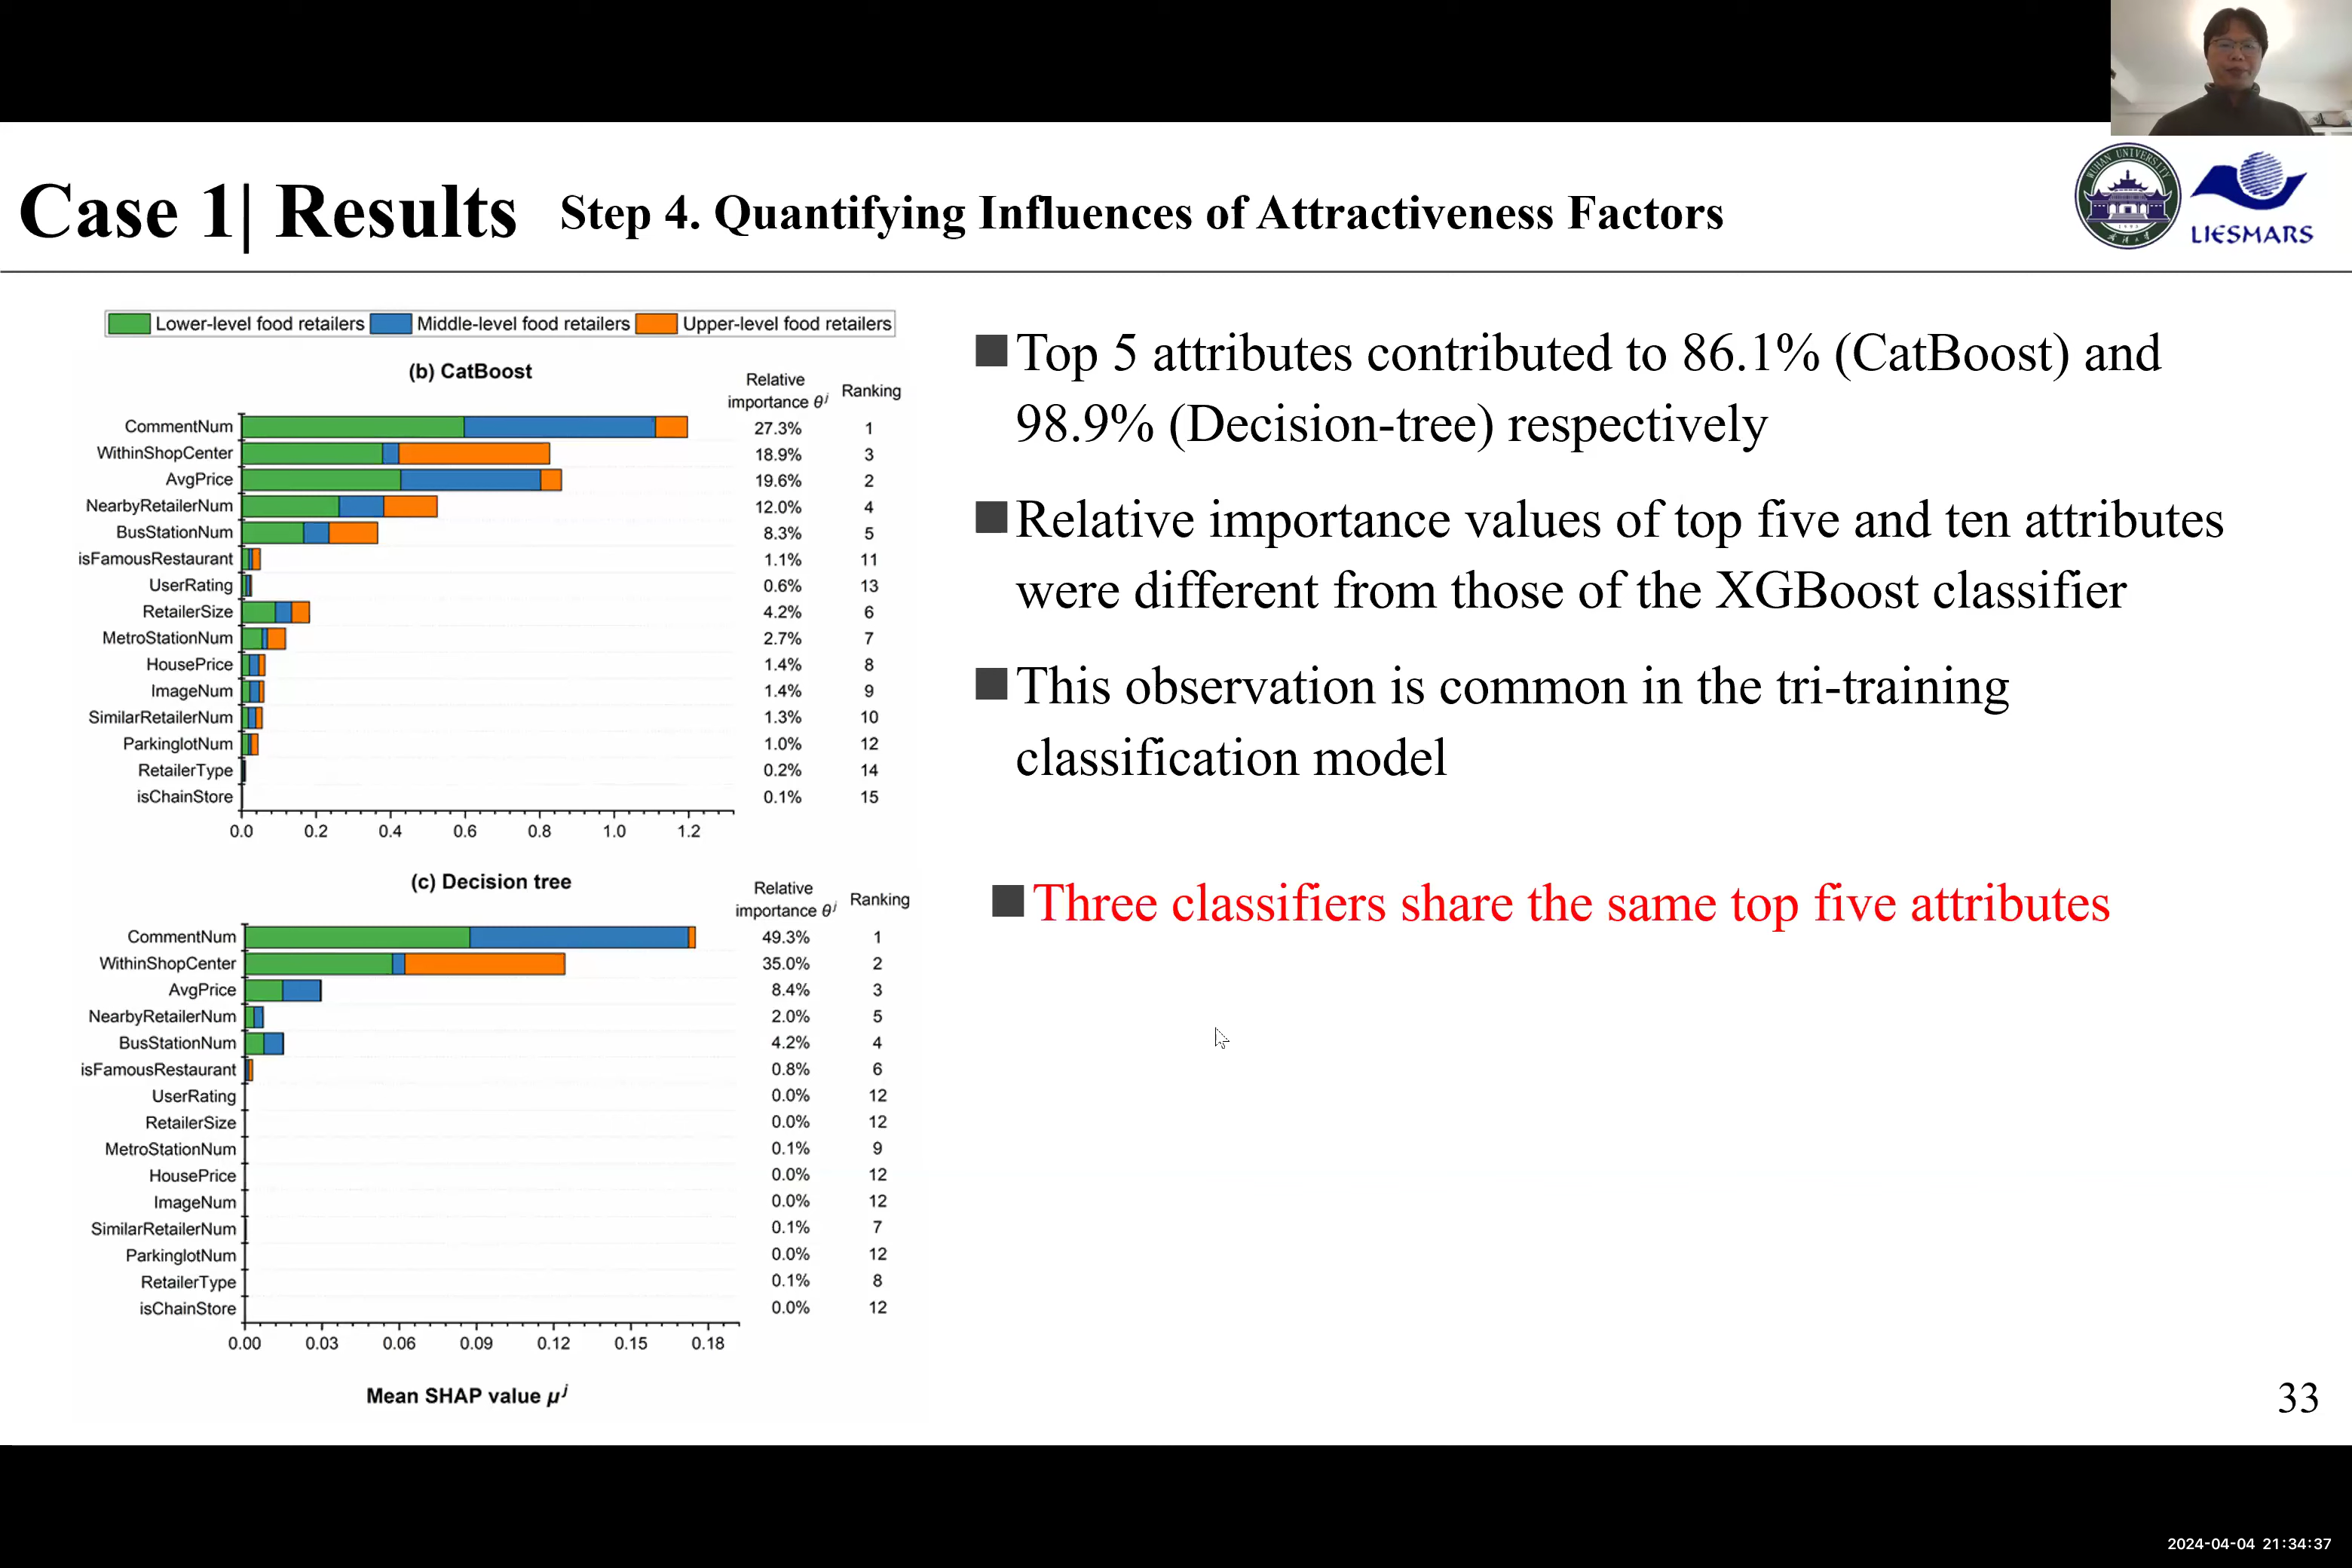 Case 1| Results Step 4. Quantifying Influences of Attractiveness Factors
WUHAN UNIVERSITY
LIESMARS
Lower-level food retailers Middle-level food retailers Upper-level food retailers
(b) CatBoost
Relative importance θʲ Ranking
CommentNum 27.3% 1
WithinShopCenter 18.9% 3
AvgPrice 19.6% 2
NearbyRetailerNum 12.0% 4
BusStationNum 8.3% 5
isFamousRestaurant 1.1% 11
UserRating 0.6% 13
RetailerSize 4.2% 6
MetroStationNum 2.7% 7
HousePrice 1.4% 8
ImageNum 1.4% 9
SimilarRetailerNum 1.3% 10
ParkinglotNum 1.0% 12
RetailerType 0.2% 14
isChainStore 0.1% 15
0.0 0.2 0.4 0.6 0.8 1.0 1.2
(c) Decision tree
Relative importance θʲ Ranking
CommentNum 49.3% 1
WithinShopCenter 35.0% 2
AvgPrice 8.4% 3
NearbyRetailerNum 2.0% 5
BusStationNum 4.2% 4
isFamousRestaurant 0.8% 6
UserRating 0.0% 12
RetailerSize 0.0% 12
MetroStationNum 0.1% 9
HousePrice 0.0% 12
ImageNum 0.0% 12
SimilarRetailerNum 0.1% 7
ParkinglotNum 0.0% 12
RetailerType 0.1% 8
isChainStore 0.0% 12
0.00 0.03 0.06 0.09 0.12 0.15 0.18
Mean SHAP value μʲ
Top 5 attributes contributed to 86.1% (CatBoost) and
98.9% (Decision-tree) respectively
Relative importance values of top five and ten attributes
were different from those of the XGBoost classifier
This observation is common in the tri-training
classification model
Three classifiers share the same top five attributes
33
2024-04-04 21:34:37